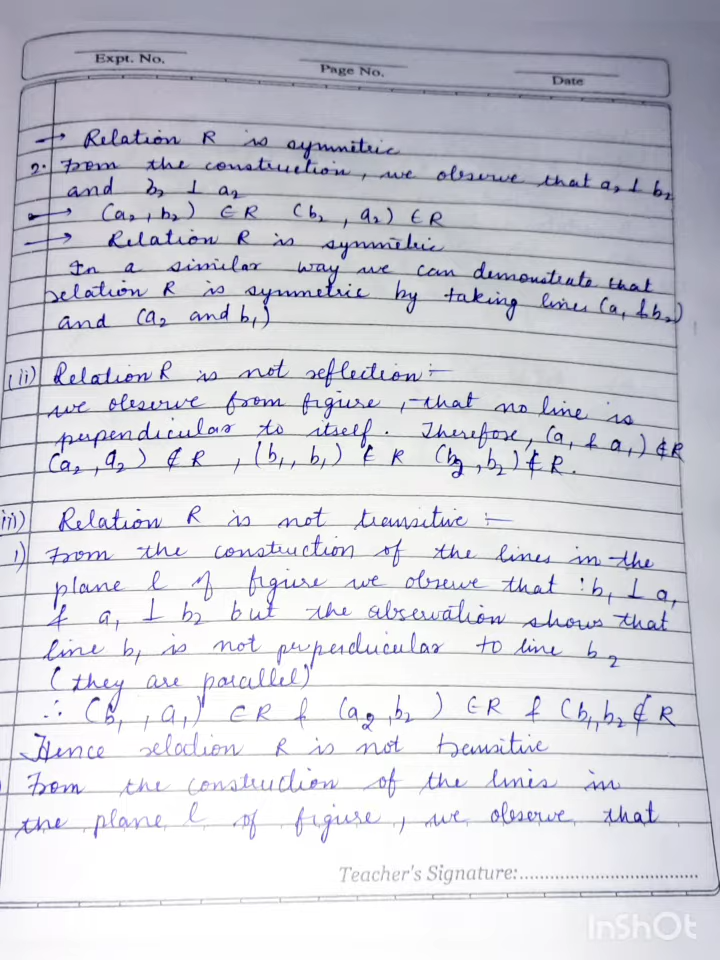 Expt. No.
Page No.
Date
→ Relation R is symmetric
2. From the construction, we observe that a2 ⊥ b2
and b2 ⊥ a2
→ (a2, b2) ∈ R (b2, a2) ∈ R
→ Relation R is symmetric
In a similar way we can demonstrate that
relation R is symmetric by taking lines (a1 & b2)
and (a2 and b1)
(ii) Relation R is not reflection :-
we observe from figure, that no line is
perpendicular to itself. Therefore, (a1 & a1) ∉ R
(a2, a2) ∉ R, (b1, b1) ∉ R (b2, b2) ∉ R.
iii) Relation R is not transitive :-
1) From the construction of the lines in the
plane l of figure we observe that : b1 ⊥ a1
& a1 ⊥ b2 but the abservation shows that
line b1 is not perpendicular to line b2
(they are parallel)
∴ (b1, a1) ∈ R & (a2, b2) ∈ R & (b1, b2 ∉ R
Hence relation R is not transitive
From the construction of the lines in
the plane l of figure, we observe that
Teacher's Signature:
InShOt